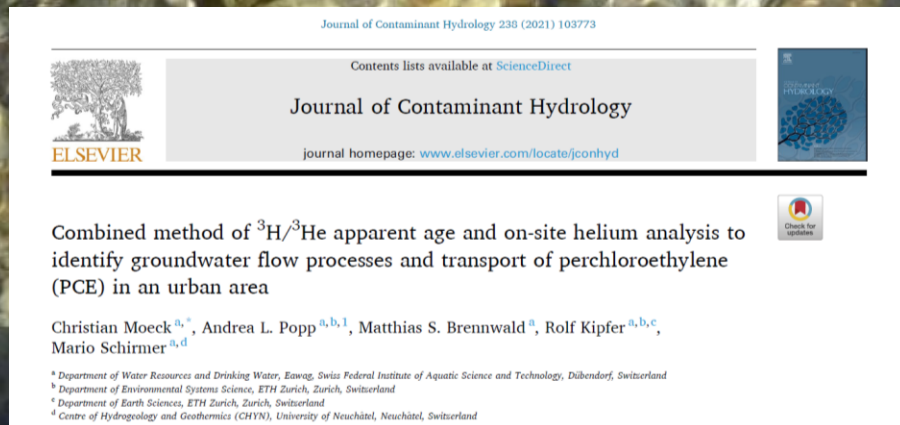 Journal of Contaminant Hydrology 238 (2021) 103773
Contents lists available at ScienceDirect
Journal of Contaminant Hydrology
journal homepage: www.elsevier.com/locate/jconhyd
ELSEVIER
HYDROLOGY
Check for
updates
Combined method of ³H/³He apparent age and on-site helium analysis to
identify groundwater flow processes and transport of perchloroethylene
(PCE) in an urban area
Christian Moeck a,*, Andrea L. Popp a,b,1, Matthias S. Brennwald a, Rolf Kipfer a,b,c,
Mario Schirmer a,d
a Department of Water Resources and Drinking Water, Eawag, Swiss Federal Institute of Aquatic Science and Technology, Dübendorf, Switzerland
b Department of Environmental Systems Science, ETH Zurich, Zurich, Switzerland
c Department of Earth Sciences, ETH Zurich, Zurich, Switzerland
d Centre of Hydrogeology and Geothermics (CHYN), University of Neuchâtel, Neuchâtel, Switzerland